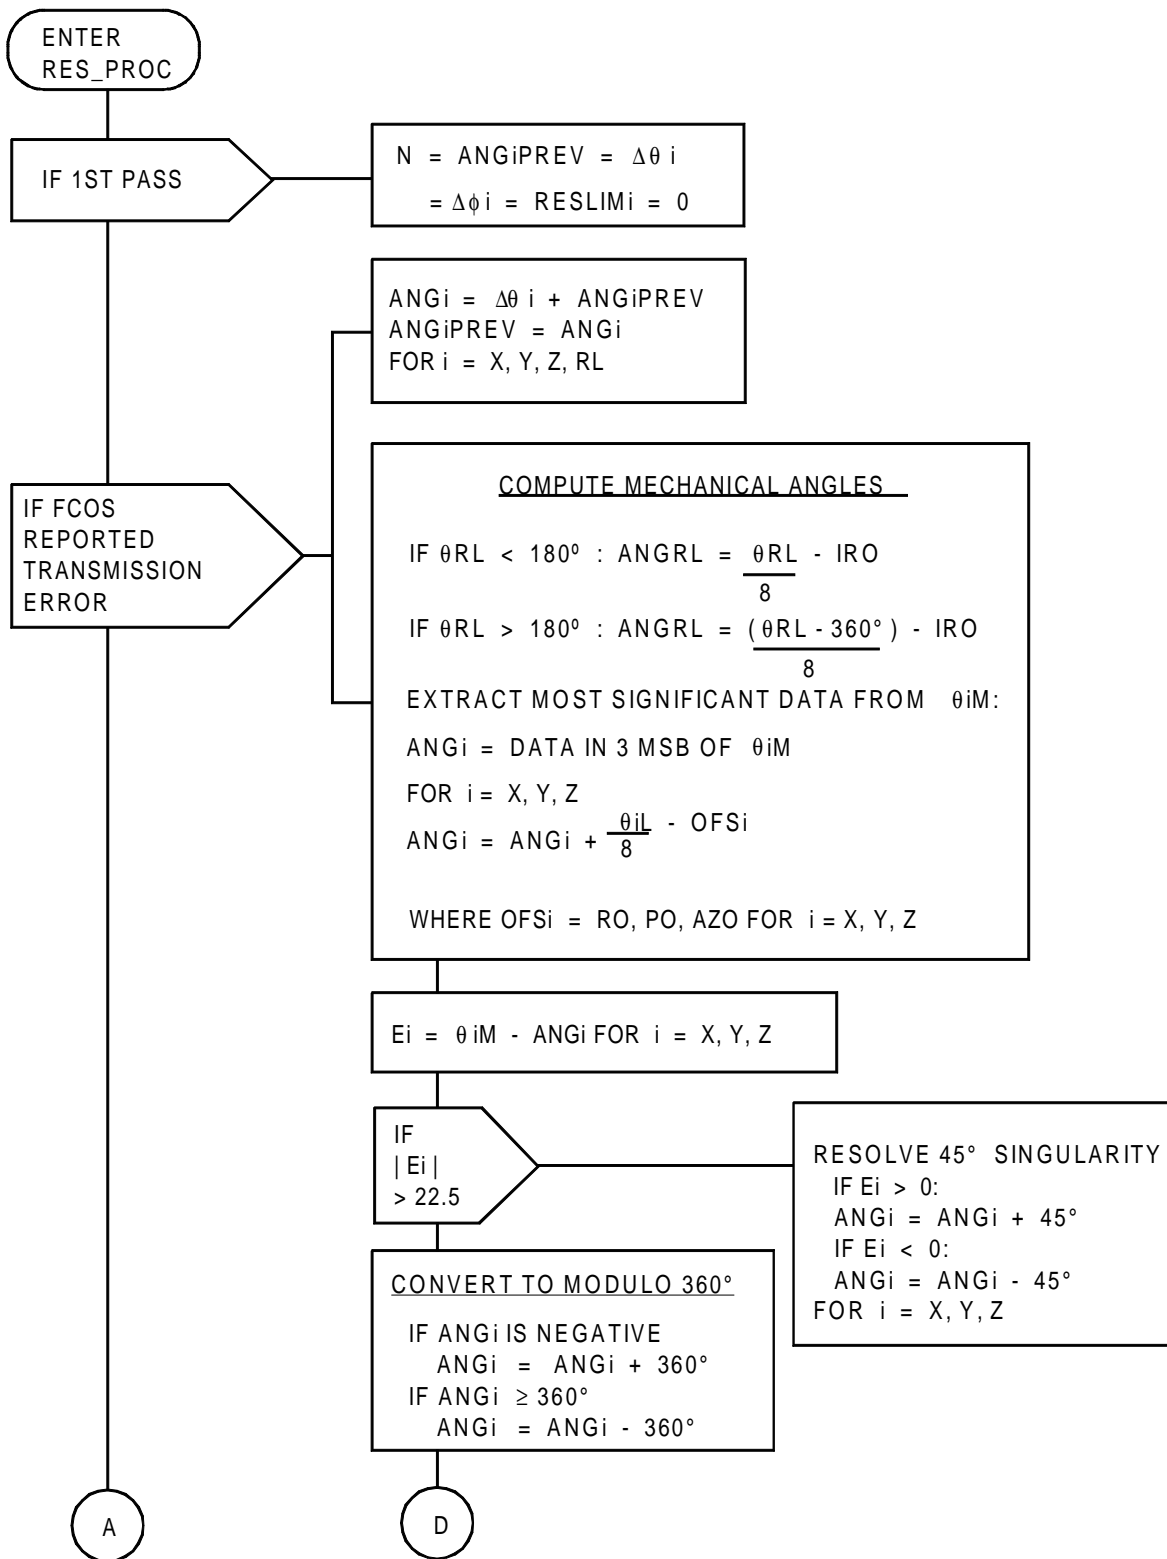 ENTER
RES_PROC
IF 1ST PASS
N = ANGiPREV = Δθ i
= Δϕ i = RESLIMi = 0
ANGi = Δθ i + ANGiPREV
ANGiPREV = ANGi
FOR i = X, Y, Z, RL
IF FCOS
REPORTED
TRANSMISSION
ERROR
COMPUTE MECHANICAL ANGLES
IF θRL < 180º : ANGRL = θRL - IRO
8
IF θRL > 180º : ANGRL = (θRL - 360°) - IRO
8
EXTRACT MOST SIGNIFICANT DATA FROM θiM:
ANGi = DATA IN 3 MSB OF θiM
FOR i = X, Y, Z
ANGi = ANGi + θiL - OFSi
8
WHERE OFSi = RO, PO, AZO FOR i = X, Y, Z
Ei = θiM - ANGi FOR i = X, Y, Z
IF
| Ei |
> 22.5
RESOLVE 45° SINGULARITY
IF Ei > 0:
ANGi = ANGi + 45°
IF Ei < 0:
ANGi = ANGi - 45°
FOR i = X, Y, Z
CONVERT TO MODULO 360°
IF ANGi IS NEGATIVE
ANGi = ANGi + 360°
IF ANGi ≥ 360°
ANGi = ANGi - 360°
A
D